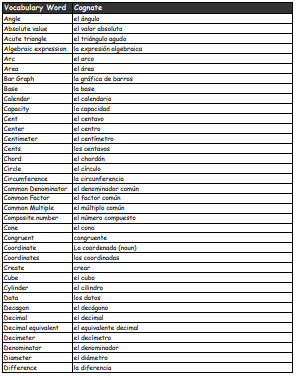 Vocabulary Word Cognate
Angle el ángulo
Absolute value el valor absoluto
Acute triangle el triángulo agudo
Algebraic expression la expresión algebraica
Arc el arco
Area el área
Bar Graph la gráfica de barros
Base la base
Calendar el calendario
Capacity la capacidad
Cent el centavo
Center el centro
Centimeter el centímetro
Cents los centavos
Chord el chordón
Circle el círculo
Circumference la circunferencia
Common Denominator el denominador común
Common Factor el factor común
Common Multiple el múltiplo común
Composite number el número compuesto
Cone el cono
Congruent congruente
Coordinate La coordenada (noun)
Coordinates las coordinadas
Create crear
Cube el cubo
Cylinder el cilindro
Data los datos
Decagon el decágono
Decimal el decimal
Decimal equivalent el equivalente decimal
Decimeter el decímetro
Denominator el denominador
Diameter el diámetro
Difference la diferencia